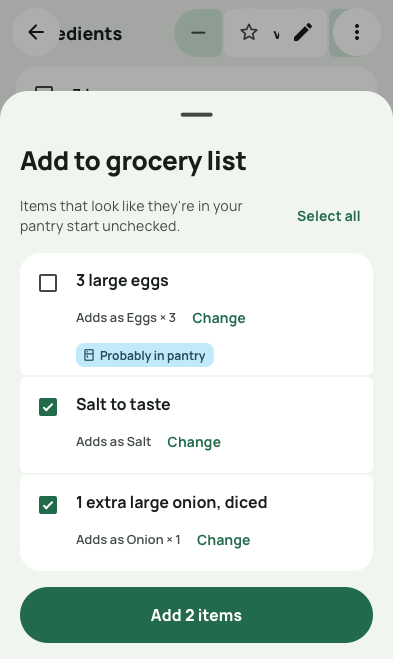 edients
Add to grocery list
Items that look like they're in your
pantry start unchecked.
Select all
3 large eggs
Adds as Eggs × 3 Change
Probably in pantry
Salt to taste
Adds as Salt Change
1 extra large onion, diced
Adds as Onion × 1 Change
Add 2 items